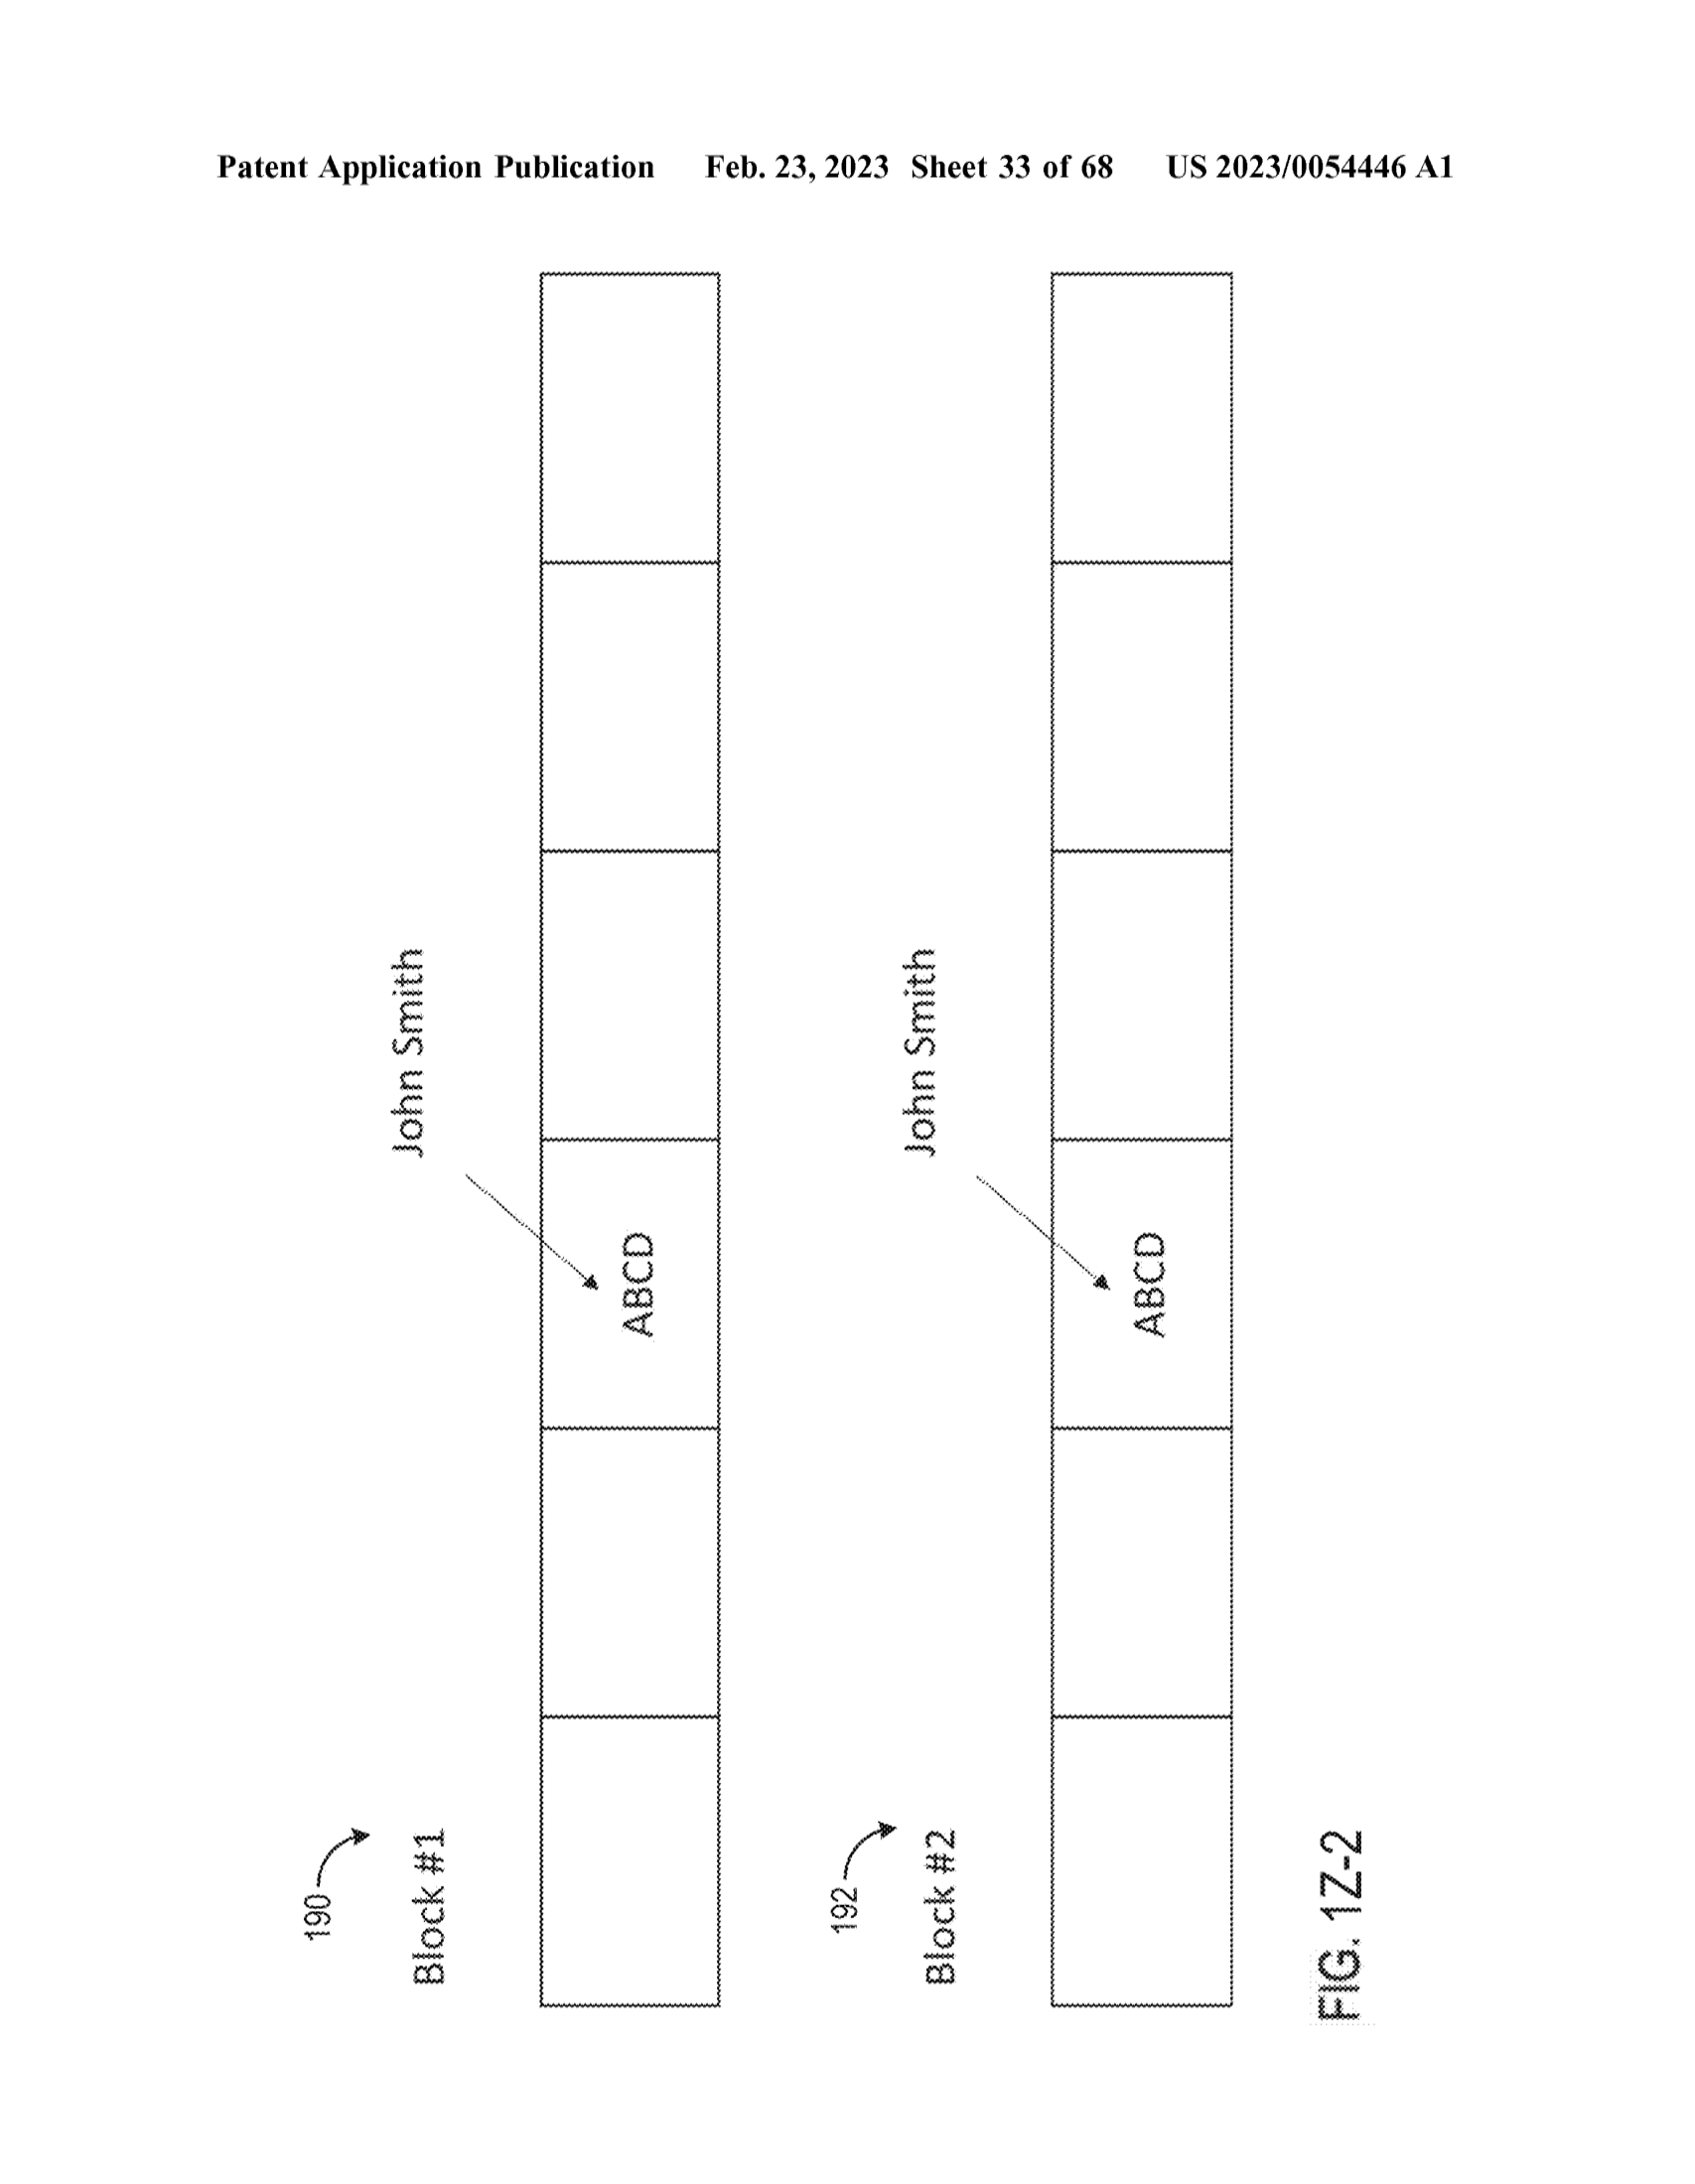 Patent Application Publication Feb. 23, 2023 Sheet 33 of 68 US 2023/0054446 A1
190
Block #1
John Smith
ABCD
192
Block #2
John Smith
ABCD
FIG. 1Z-2